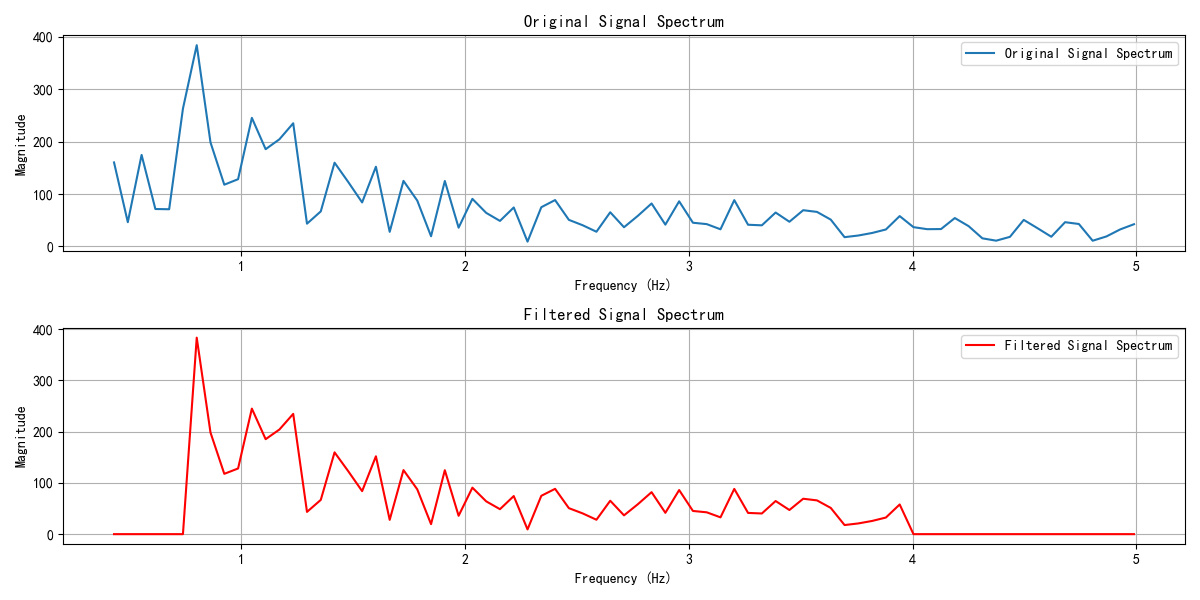 Original Signal Spectrum
400
300
200
100
0
Magnitude
Original Signal Spectrum
1 2 3 4 5
Frequency (Hz)
Filtered Signal Spectrum
400
300
200
100
0
Magnitude
Filtered Signal Spectrum
1 2 3 4 5
Frequency (Hz)